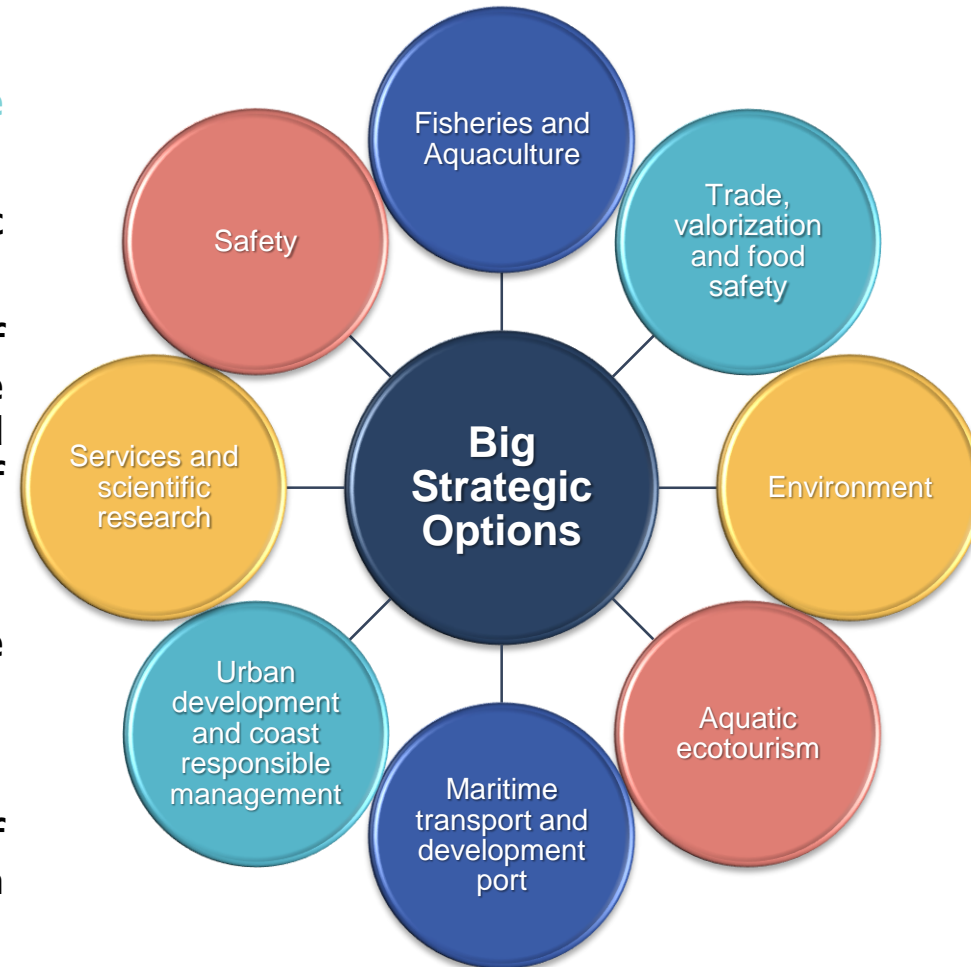 Fisheries and
Aquaculture
Trade,
valorization
and food
safety
Environment
Aquatic
ecotourism
Maritime
transport and
development
port
Urban
development
and coast
responsible
management
Services and
scientific
research
Safety
Big
Strategic
Options